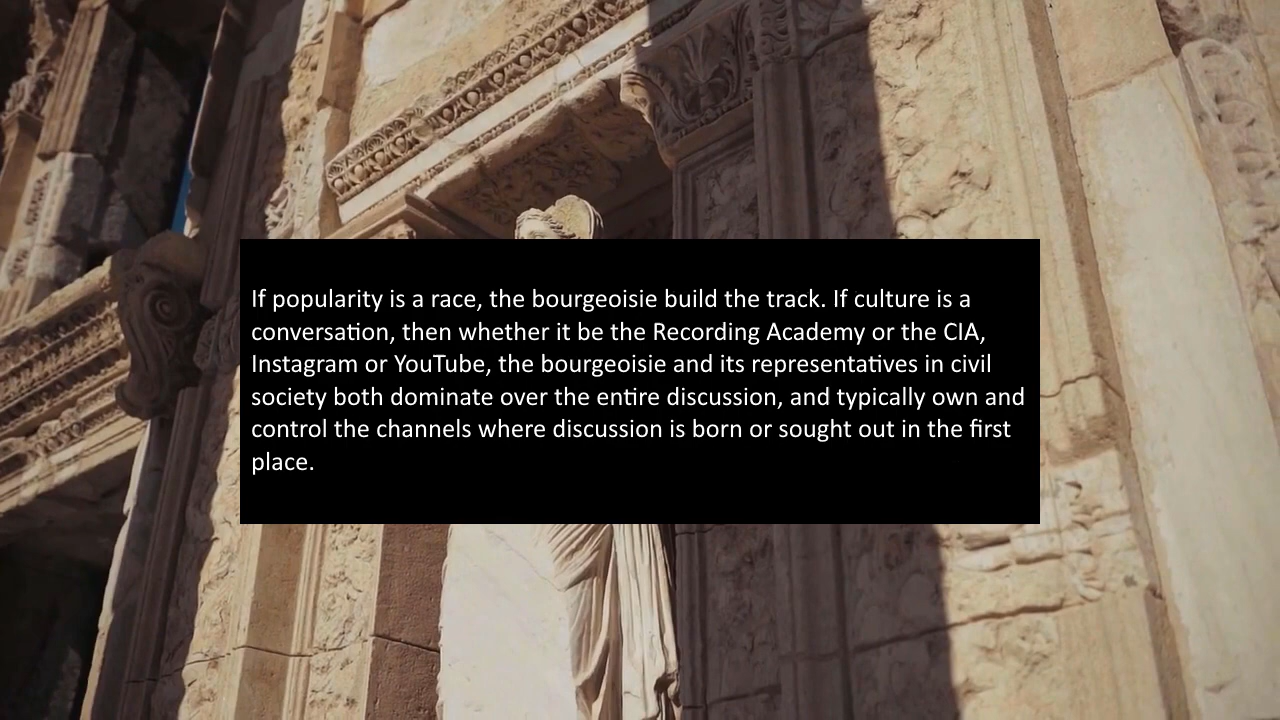 If popularity is a race, the bourgeoisie build the track. If culture is a
conversation, then whether it be the Recording Academy or the CIA,
Instagram or YouTube, the bourgeoisie and its representatives in civil
society both dominate over the entire discussion, and typically own and
control the channels where discussion is born or sought out in the first
place.